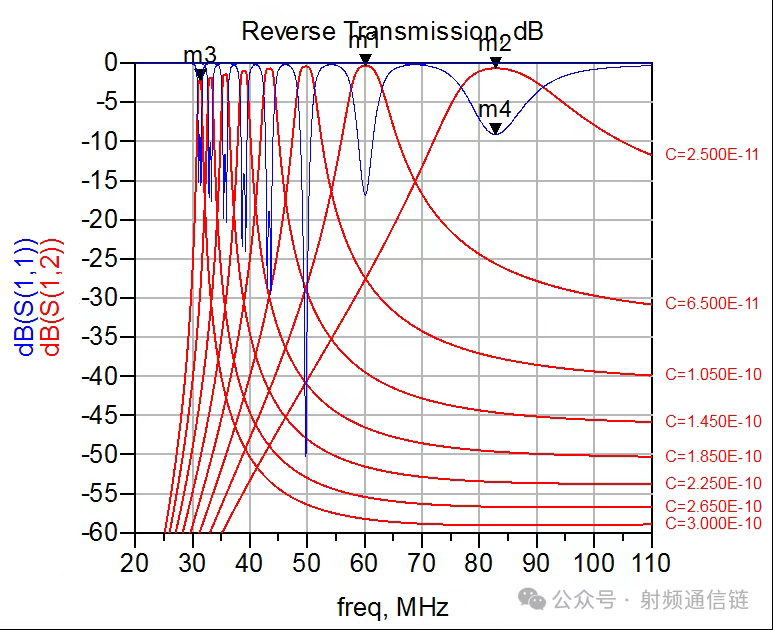 Reverse Transmission, dB
m3
m1
m2
m4
0
-5
-10
-15
-20
-25
-30
-35
-40
-45
-50
-55
-60
dB(S(1,1))
dB(S(1,2))
C=2.500E-11
C=6.500E-11
C=1.050E-10
C=1.450E-10
C=1.850E-10
C=2.250E-10
C=2.650E-10
C=3.000E-10
20 30 40 50 60 70 80 90 100 110
freq, MHz
公众号 · 射频通信链